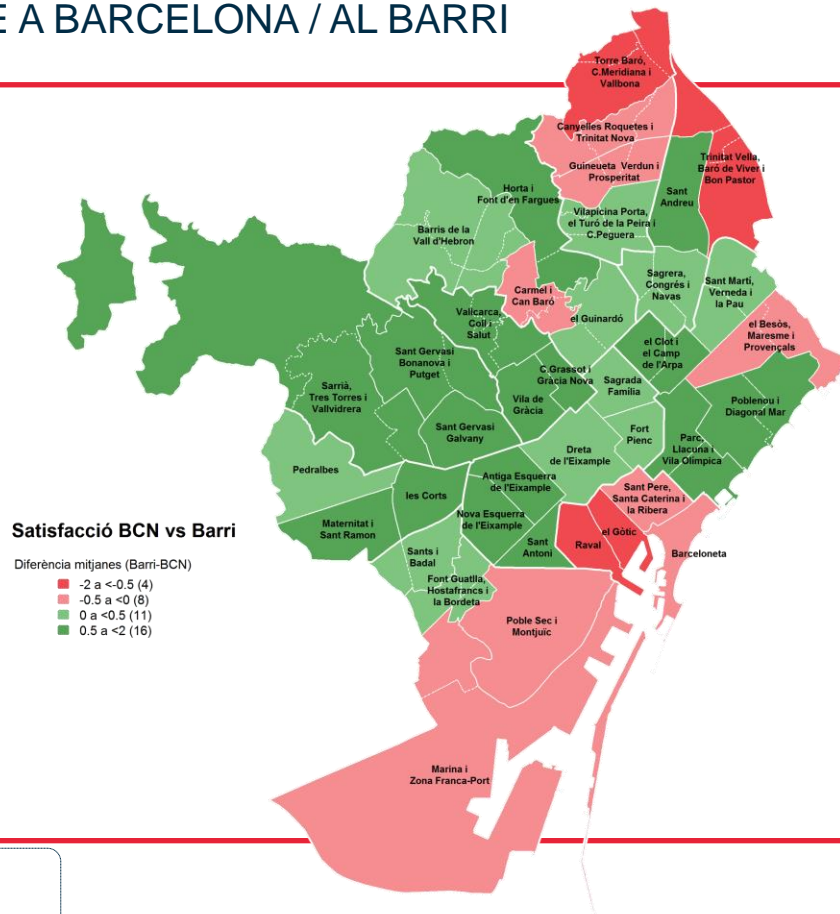 E A BARCELONA / AL BARRI
Torre Baró,
C.Meridiana i
Vallbona
Canyelles Roquetes i
Trinitat Nova
Guineueta Verdun i
Prosperitat
Trinitat Vella,
Baró de Viver i
Bon Pastor
Horta i
Font d'en Fargues
Sant
Andreu
Vilapicina Porta,
el Turó de la Peira i
C.Peguera
Barris de la
Vall d'Hebron
Sagrera,
Congrés i
Navas
Sant Martí,
Verneda i
la Pau
Carmel i
Can Baró
el Guinardó
Vallcarca,
Coll i
Salut
el Besòs,
Maresme i
Provençals
el Clot i
el Camp
de l'Arpa
Sant Gervasi
Bonanova i
Putget
C.Grassot i
Gràcia Nova
Sagrada
Família
Sarrià,
Tres Torres i
Vallvidrera
Vila de
Gràcia
Poblenou i
Diagonal Mar
Sant Gervasi
Galvany
Fort
Pienc
Parc,
Llacuna i
Vila Olímpica
Dreta
de l'Eixample
Pedralbes
Antiga Esquerra
de l'Eixample
les Corts
Sant Pere,
Santa Caterina i
la Ribera
Nova Esquerra
de l'Eixample
Maternitat i
Sant Ramon
Sant
Antoni
Raval
el Gòtic
Barceloneta
Sants i
Badal
Font Guatlla,
Hostafrancs i
la Bordeta
Poble Sec i
Montjuïc
Marina i
Zona Franca-Port
Satisfacció BCN vs Barri
Diferència mitjanes (Barri-BCN)
-2 a <-0.5 (4)
-0.5 a <0 (8)
0 a <0.5 (11)
0.5 a <2 (16)